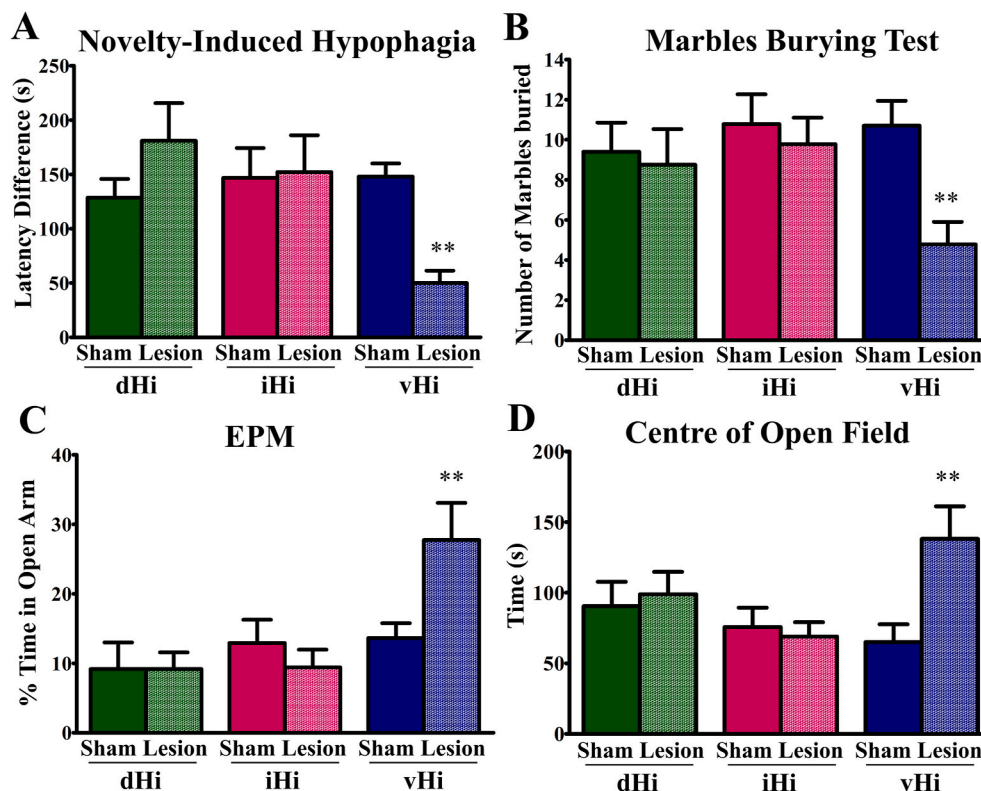 A
Novelty-Induced Hypophagia
Latency Difference (s)
250
200
150
100
50
0
**
Sham Lesion Sham Lesion Sham Lesion
dHi iHi vHi
B
Marbles Burying Test
Number of Marbles buried
14
12
10
8
6
4
2
0
**
Sham Lesion Sham Lesion Sham Lesion
dHi iHi vHi
C
EPM
% Time in Open Arm
40
30
20
10
0
**
Sham Lesion Sham Lesion Sham Lesion
dHi iHi vHi
D
Centre of Open Field
Time (s)
200
150
100
50
0
**
Sham Lesion Sham Lesion Sham Lesion
dHi iHi vHi